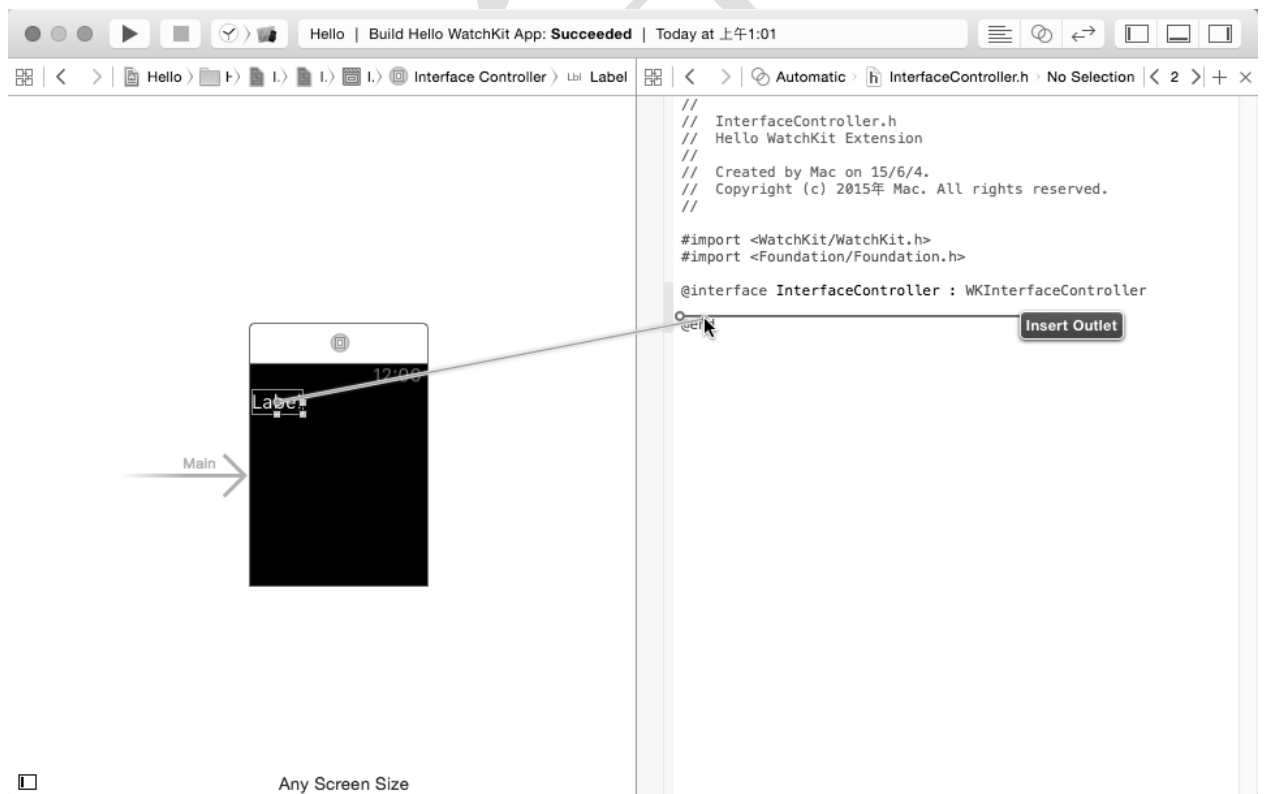 Hello | Build Hello WatchKit App: Succeeded | Today at 上午1:01
Hello 〉 H 〉 I.〉 I.〉 I.〉 Interface Controller 〉 Lbl Label
Automatic › h InterfaceController.h › No Selection 2
//
// InterfaceController.h
// Hello WatchKit Extension
//
// Created by Mac on 15/6/4.
// Copyright (c) 2015年 Mac. All rights reserved.
//
#import <WatchKit/WatchKit.h>
#import <Foundation/Foundation.h>
@interface InterfaceController : WKInterfaceController
@end
Insert Outlet
12:00
Label
Main
Any Screen Size